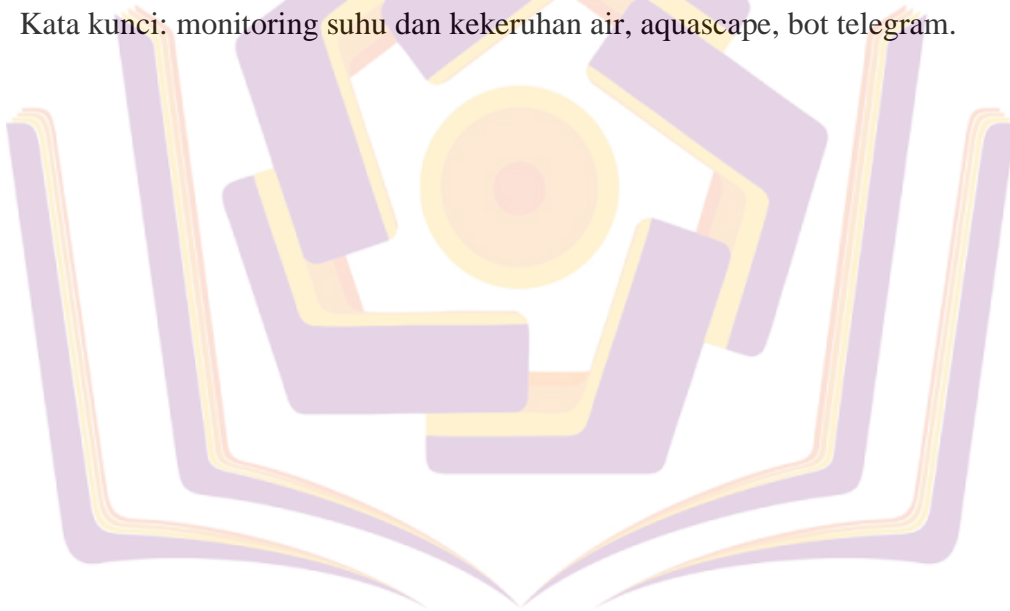 Kata kunci: monitoring suhu dan kekeruhan air, aquascape, bot telegram.